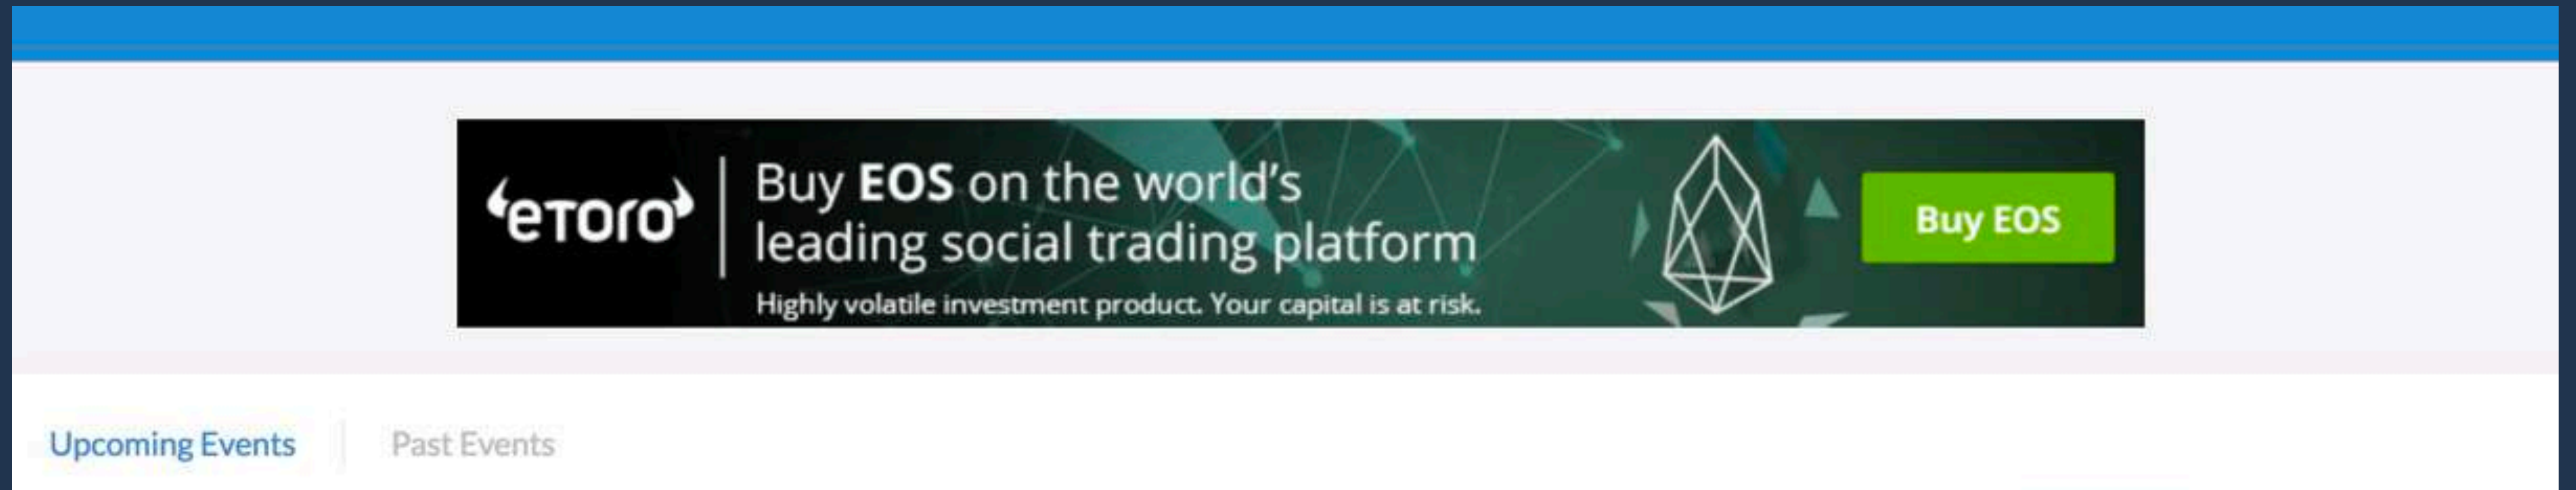 eToro
Buy EOS on the world's
leading social trading platform
Highly volatile investment product. Your capital is at risk.
Buy EOS
Upcoming Events
Past Events